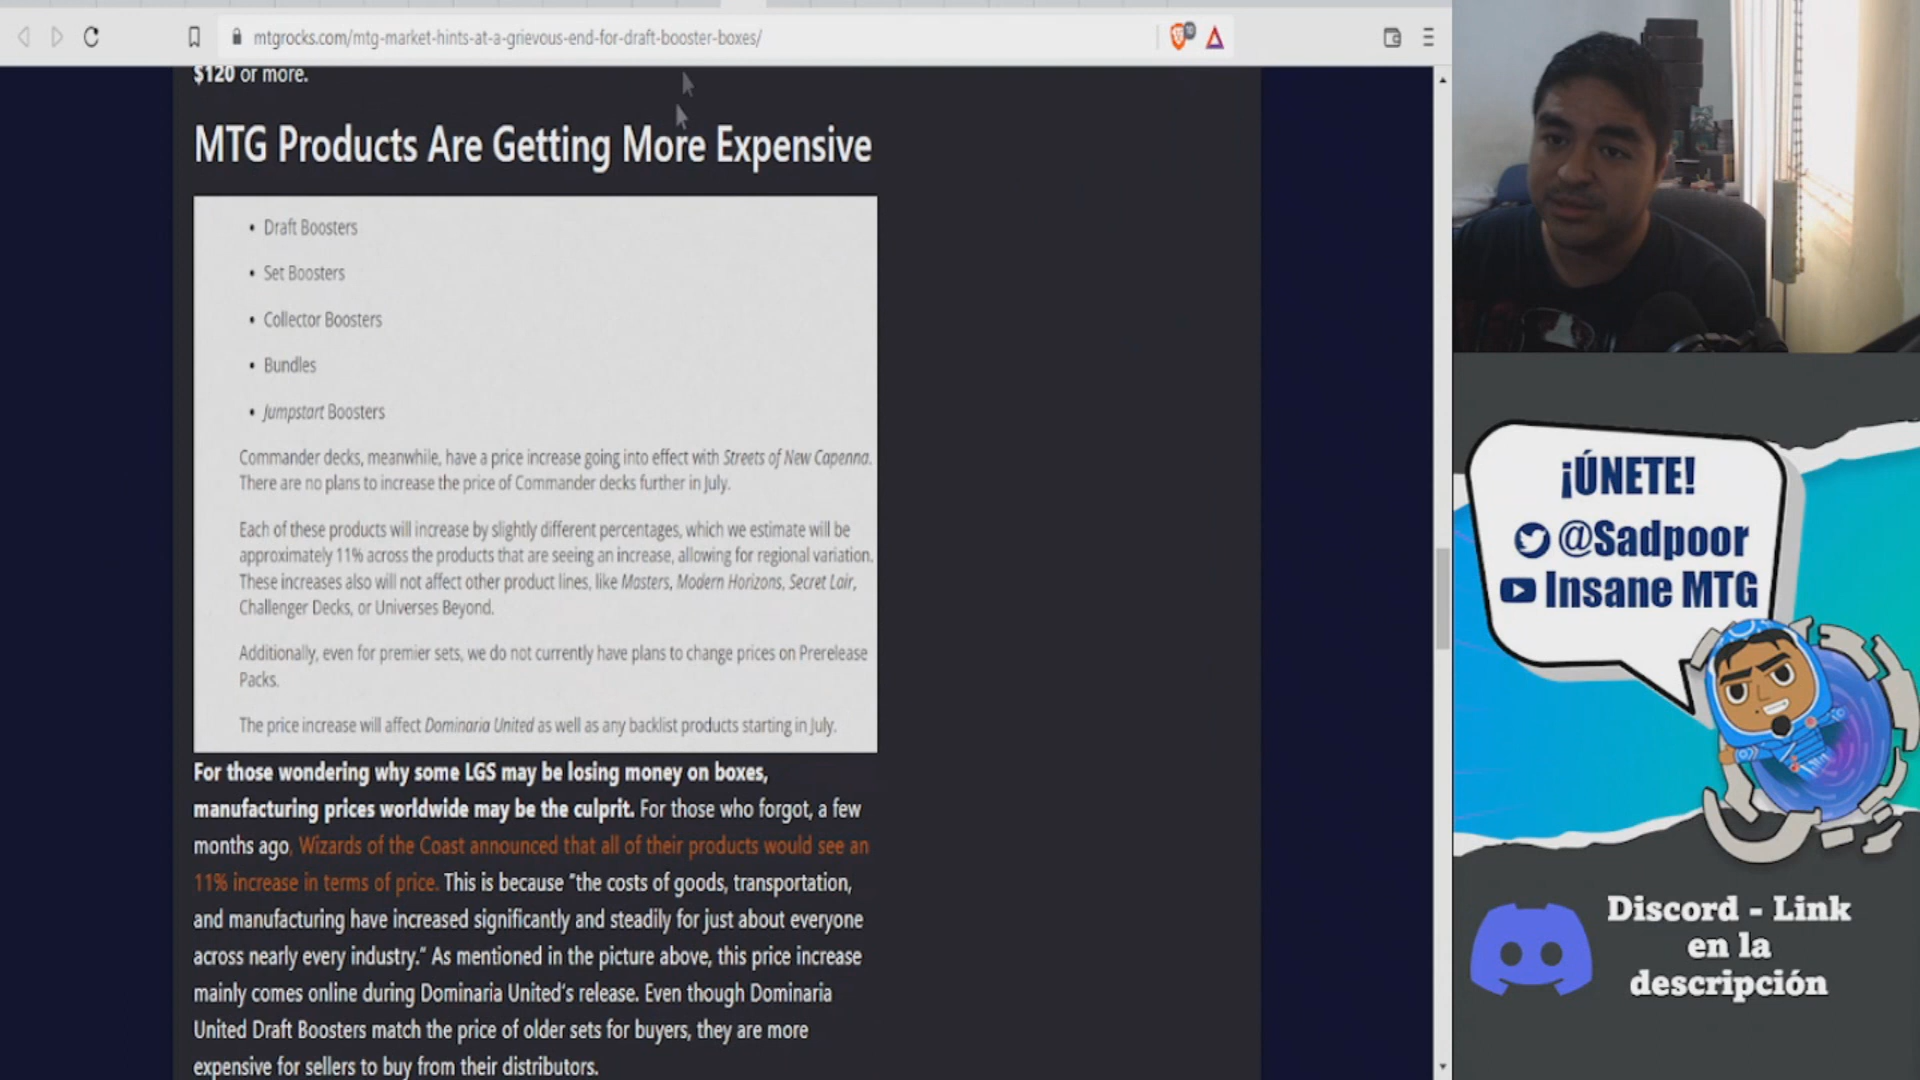 mtgrocks.com/mtg-market-hints-at-a-grievous-end-for-draft-booster-boxes/
$120 or more.
MTG Products Are Getting More Expensive
• Draft Boosters
• Set Boosters
• Collector Boosters
• Bundles
• Jumpstart Boosters
Commander decks, meanwhile, have a price increase going into effect with Streets of New Capenna.
There are no plans to increase the price of Commander decks further in July.
Each of these products will increase by slightly different percentages, which we estimate will be
approximately 11% across the products that are seeing an increase, allowing for regional variation.
These increases also will not affect other product lines, like Masters, Modern Horizons, Secret Lair,
Challenger Decks, or Universes Beyond.
Additionally, even for premier sets, we do not currently have plans to change prices on Prerelease
Packs.
The price increase will affect Dominaria United as well as any backlist products starting in July.
For those wondering why some LGS may be losing money on boxes,
manufacturing prices worldwide may be the culprit. For those who forgot, a few
months ago, Wizards of the Coast announced that all of their products would see an
11% increase in terms of price. This is because "the costs of goods, transportation,
and manufacturing have increased significantly and steadily for just about everyone
across nearly every industry." As mentioned in the picture above, this price increase
mainly comes online during Dominaria United's release. Even though Dominaria
United Draft Boosters match the price of older sets for buyers, they are more
expensive for sellers to buy from their distributors.
¡ÚNETE!
@Sadpoor
Insane MTG
Discord - Link
en la
descripción